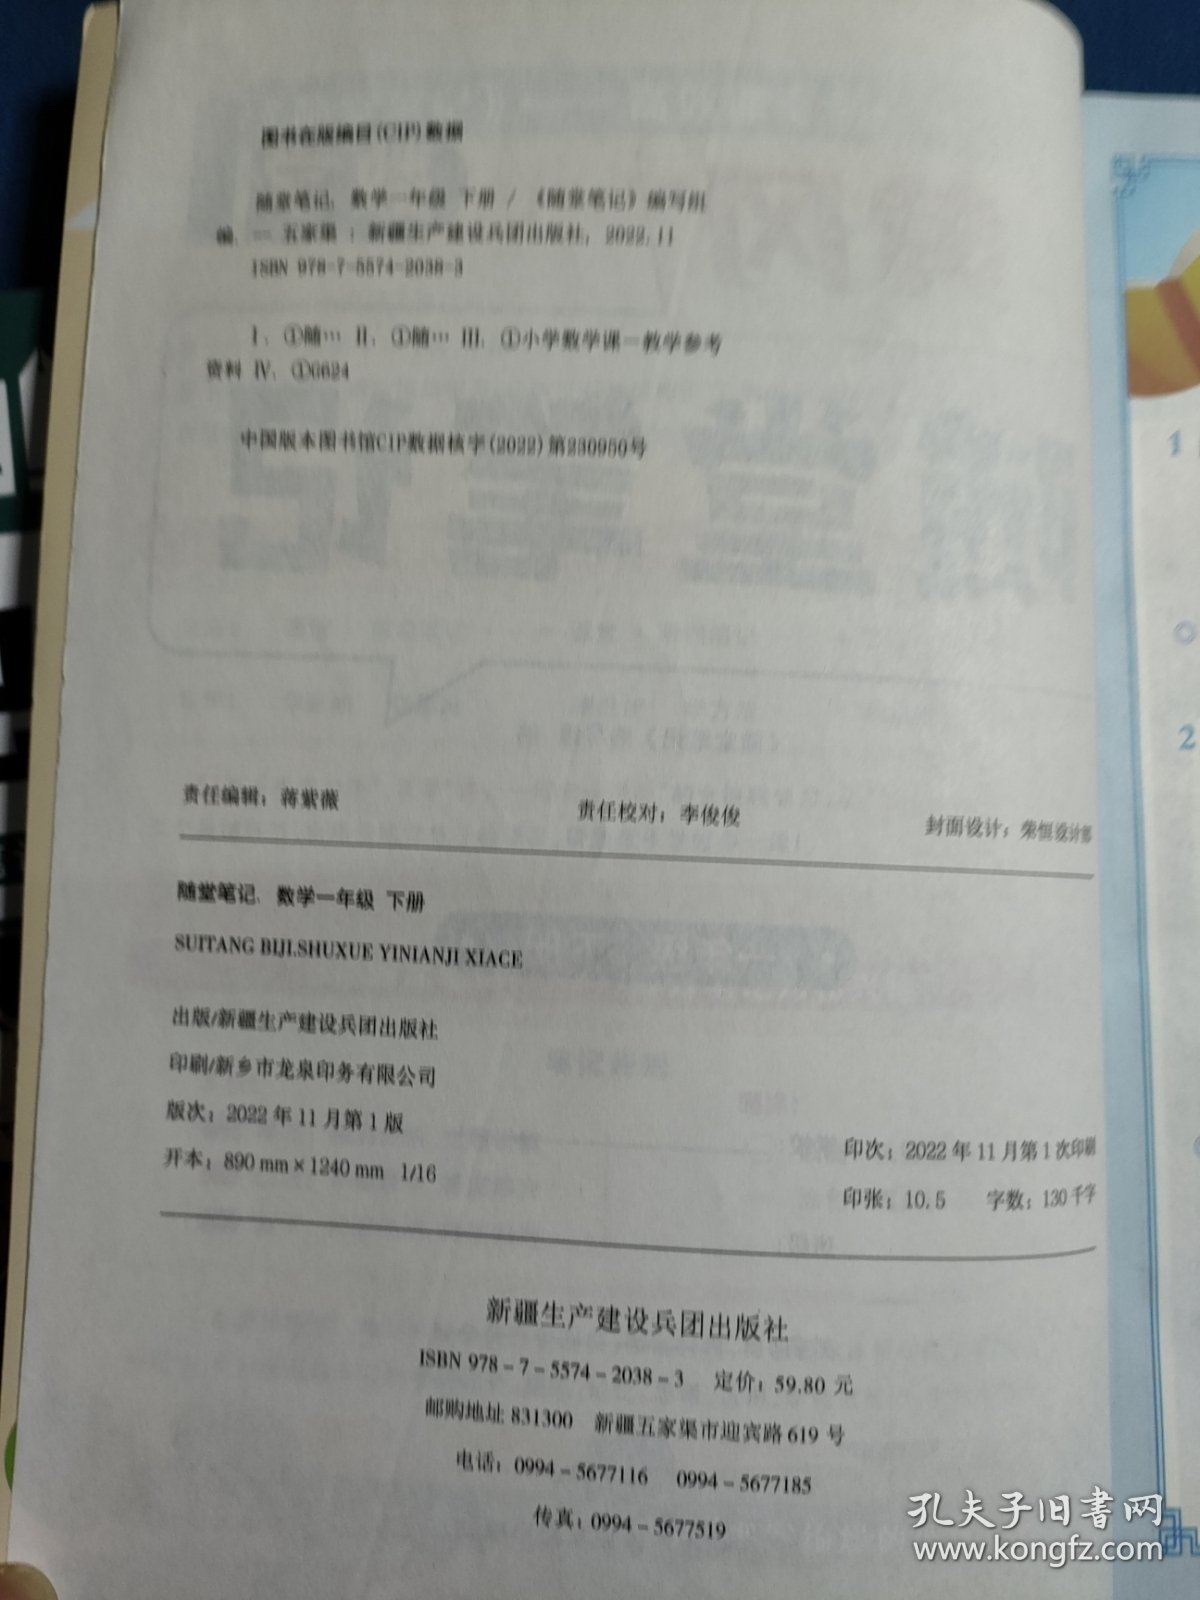 图书在版编目(CIP)数据
随堂笔记. 数学一年级 下册 / 《随堂笔记》编写组
编. -- 五家渠 : 新疆生产建设兵团出版社, 2022.11
ISBN 978-7-5574-2038-3
Ⅰ. ①随… Ⅱ. ①随… Ⅲ. ①小学数学课－教学参考
资料 Ⅳ. ①G624
中国版本图书馆CIP数据核字(2022)第230950号
责任编辑：蒋紫薇 责任校对：李俊俊 封面设计：荣恒设计部
随堂笔记. 数学一年级 下册
SUITANG BIJI.SHUXUE YINIANJI XIACE
出版/新疆生产建设兵团出版社
印刷/新乡市龙泉印务有限公司
版次：2022年11月第1版
印次：2022年11月第1次印刷
开本：890 mm×1240 mm 1/16
印张：10.5 字数：130千字
新疆生产建设兵团出版社
ISBN 978-7-5574-2038-3 定价：59.80 元
邮购地址 831300 新疆五家渠市迎宾路 619 号
电话：0994-5677116 0994-5677185
传真：0994-5677519
1
2
孔夫子旧书网
www.kongfz.com